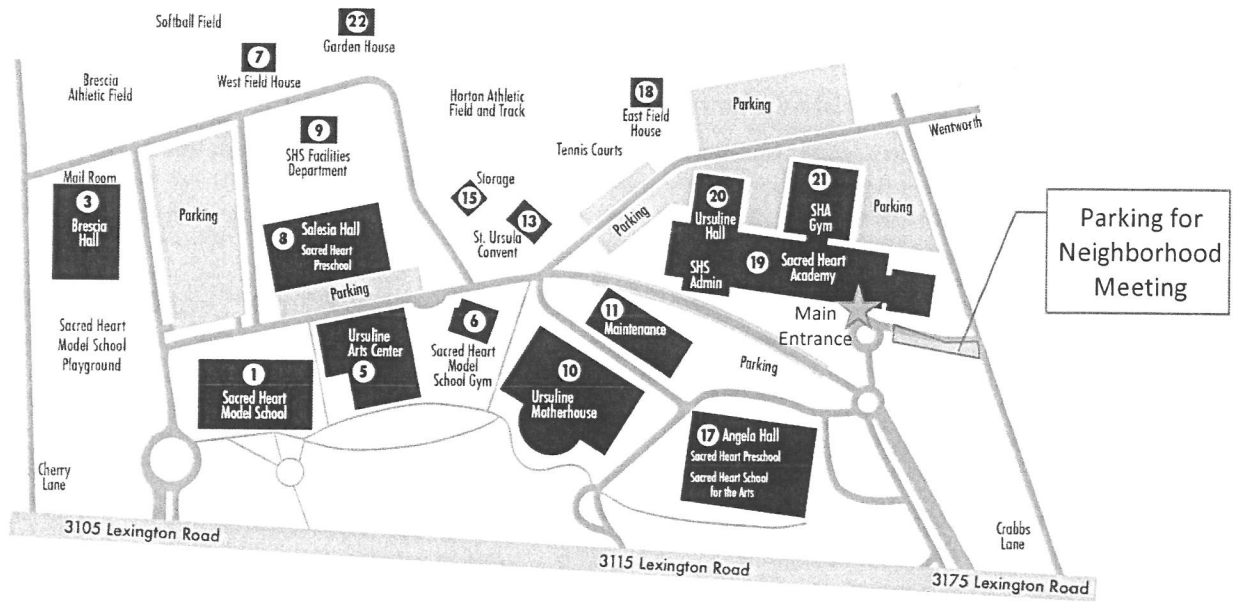 Softball Field
22
Garden House
7
West Field House
Brescia
Athletic Field
Horton Athletic
Field and Track
18
East Field
House
Parking
Wentworth
9
SHS Facilities
Department
Tennis Courts
Mail Room
3
Brescia
Hall
Parking
Storage
15
13
St. Ursula
Convent
Parking
20
Ursuline
Hall
21
SHA
Gym
Parking
8
Salesia Hall
Sacred Heart
Preschool
Parking
SHS
Admin
19
Sacred Heart
Academy
Parking for
Neighborhood
Meeting
Main
Entrance
Sacred Heart
Model School
Playground
Ursuline
Arts Center
5
6
Sacred Heart
Model
School Gym
11
Maintenance
Parking
1
Sacred Heart
Model School
10
Ursuline
Motherhouse
17
Angela Hall
Sacred Heart Preschool
Sacred Heart School
for the Arts
Cherry
Lane
Crabbs
Lane
3105 Lexington Road
3115 Lexington Road
3175 Lexington Road